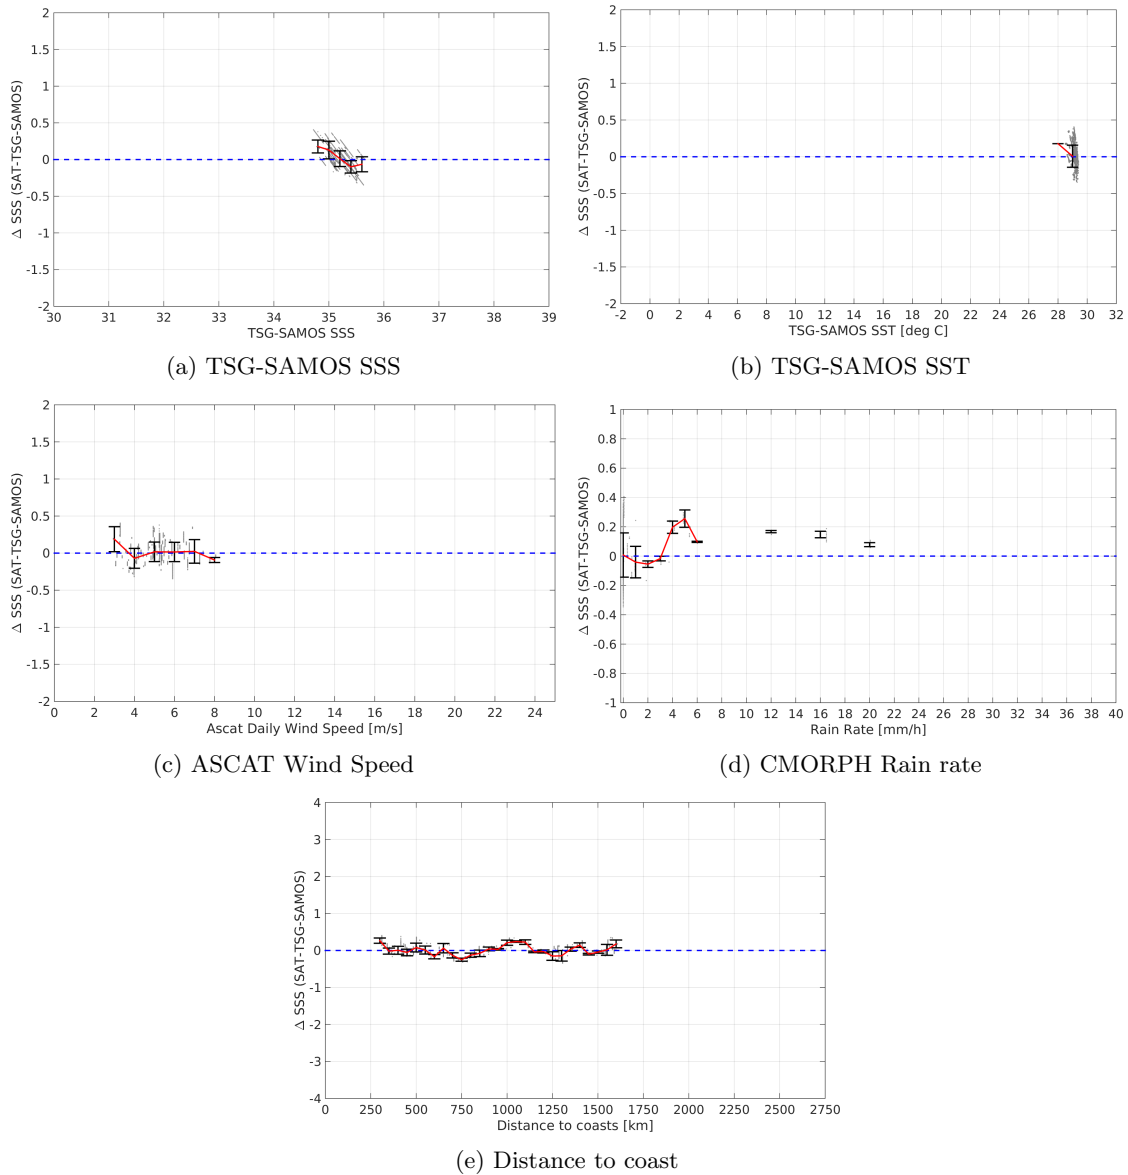 2
1.5
1
0.5
0
-0.5
-1
-1.5
-2
Δ SSS (SAT-TSG-SAMOS)
30 31 32 33 34 35 36 37 38 39
TSG-SAMOS SSS
(a) TSG-SAMOS SSS
2
1.5
1
0.5
0
-0.5
-1
-1.5
-2
Δ SSS (SAT-TSG-SAMOS)
-2 0 2 4 6 8 10 12 14 16 18 20 22 24 26 28 30 32
TSG-SAMOS SST [deg C]
(b) TSG-SAMOS SST
2
1.5
1
0.5
0
-0.5
-1
-1.5
-2
Δ SSS (SAT-TSG-SAMOS)
0 2 4 6 8 10 12 14 16 18 20 22 24
Ascat Daily Wind Speed [m/s]
(c) ASCAT Wind Speed
1
0.8
0.6
0.4
0.2
0
-0.2
-0.4
-0.6
-0.8
-1
Δ SSS (SAT-TSG-SAMOS)
0 2 4 6 8 10 12 14 16 18 20 22 24 26 28 30 32 34 36 38 40
Rain Rate [mm/h]
(d) CMORPH Rain rate
4
3
2
1
0
-1
-2
-3
-4
Δ SSS (SAT-TSG-SAMOS)
0 250 500 750 1000 1250 1500 1750 2000 2250 2500 2750
Distance to coasts [km]
(e) Distance to coast